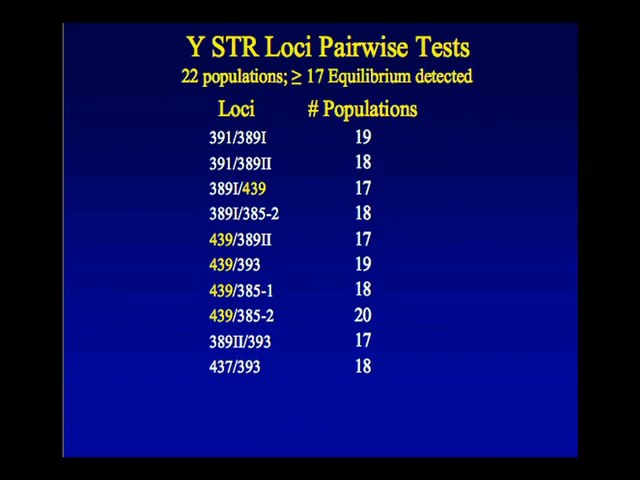 Y STR Loci Pairwise Tests
22 populations; ≥ 17 Equilibrium detected
Loci # Populations
391/389I 19
391/389II 18
389I/439 17
389I/385-2 18
439/389II 17
439/393 19
439/385-1 18
439/385-2 20
389II/393 17
437/393 18